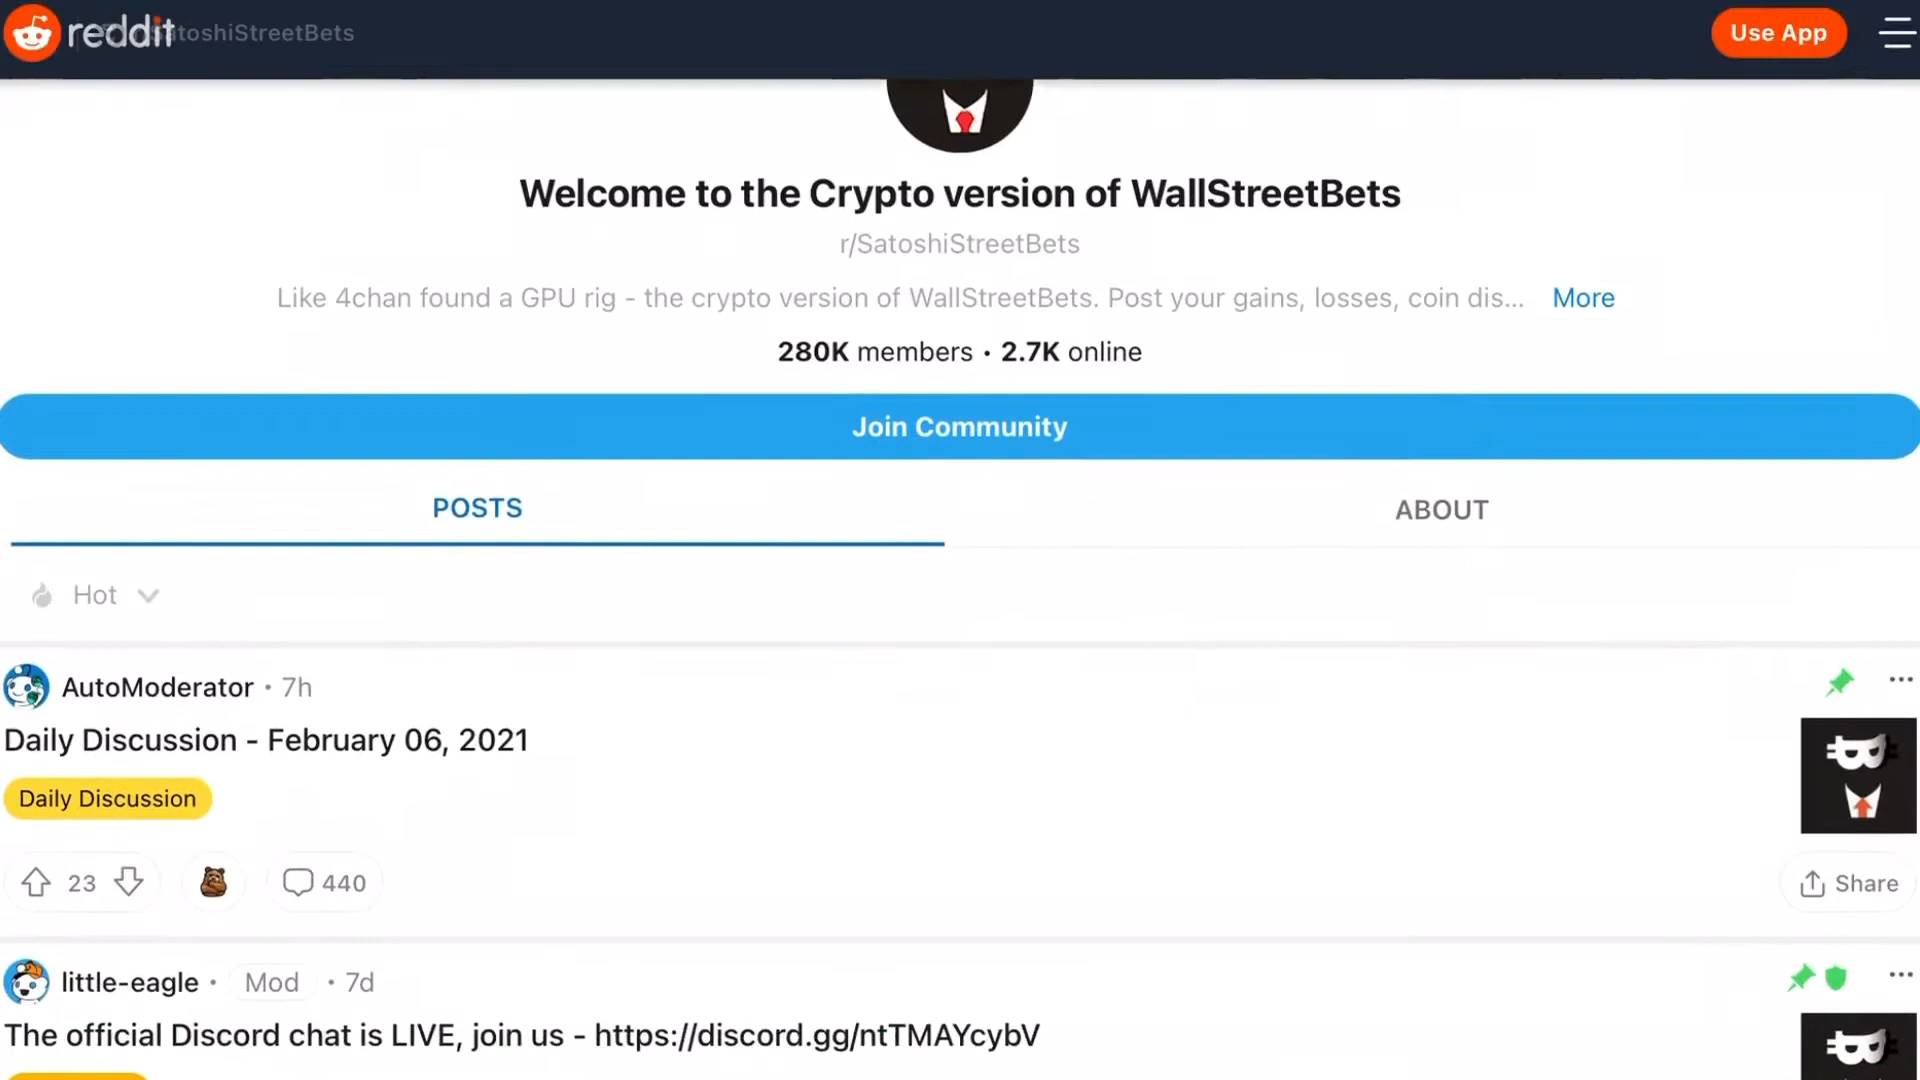 reddit
toshiStreetBets
Use App
Welcome to the Crypto version of WallStreetBets
r/SatoshiStreetBets
Like 4chan found a GPU rig - the crypto version of WallStreetBets. Post your gains, losses, coin dis... More
280K members • 2.7K online
Join Community
POSTS
ABOUT
Hot
AutoModerator • 7h
Daily Discussion - February 06, 2021
Daily Discussion
23
440
Share
little-eagle • Mod • 7d
The official Discord chat is LIVE, join us - https://discord.gg/ntTMAYcybV